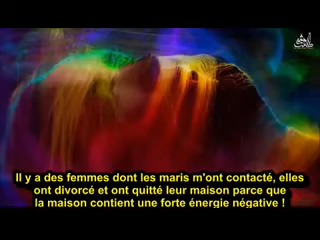 Il y a des femmes dont les maris m'ont contacté, elles
ont divorcé et ont quitté leur maison parce que
la maison contient une forte énergie négative !